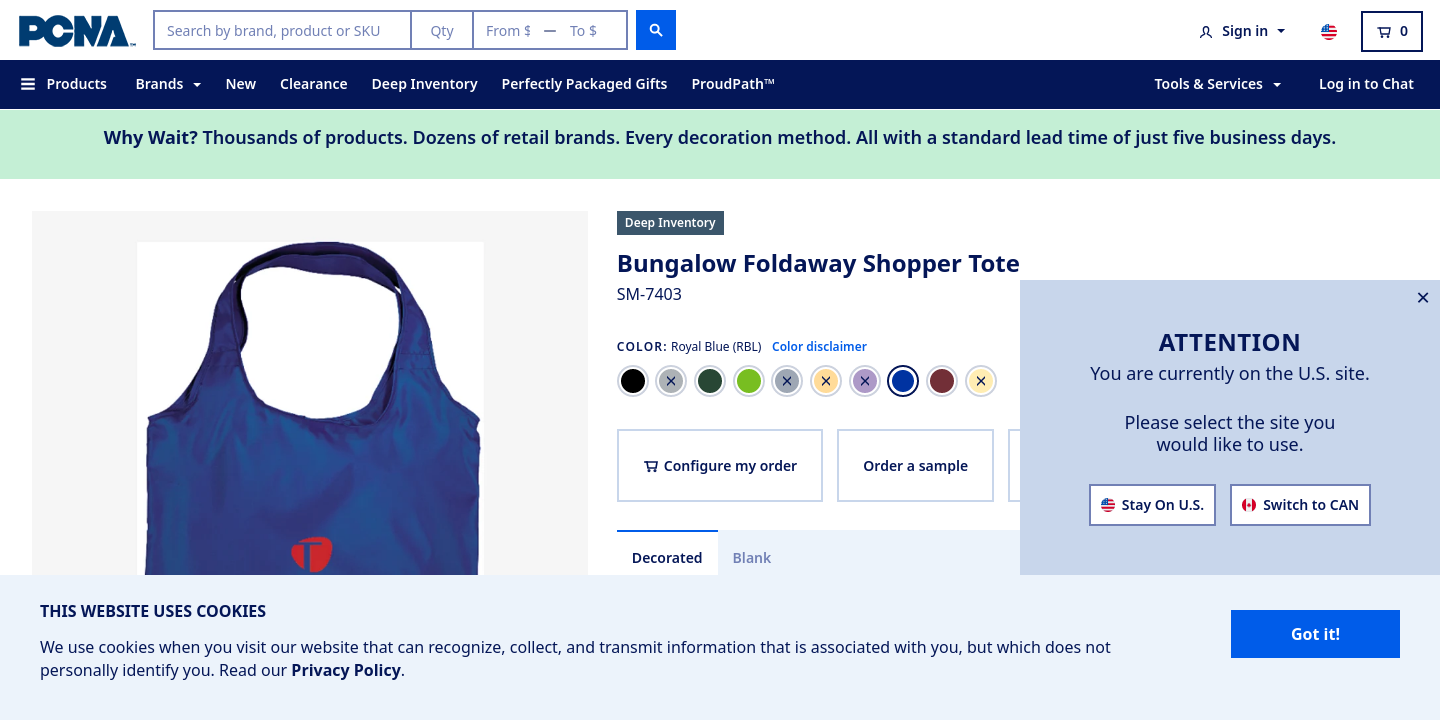 PCNA™
Search by brand, product or SKU
Qty
From $ — To $
Sign in
0
Products
Brands
New
Clearance
Deep Inventory
Perfectly Packaged Gifts
ProudPath™
Tools & Services
Log in to Chat
Why Wait? Thousands of products. Dozens of retail brands. Every decoration method. All with a standard lead time of just five business days.
Deep Inventory
Bungalow Foldaway Shopper Tote
SM-7403
COLOR: Royal Blue (RBL) Color disclaimer
Configure my order
Order a sample
Decorated
Blank
ATTENTION
You are currently on the U.S. site.
Please select the site you
would like to use.
Stay On U.S.
Switch to CAN
THIS WEBSITE USES COOKIES
We use cookies when you visit our website that can recognize, collect, and transmit information that is associated with you, but which does not
personally identify you. Read our Privacy Policy.
Got it!